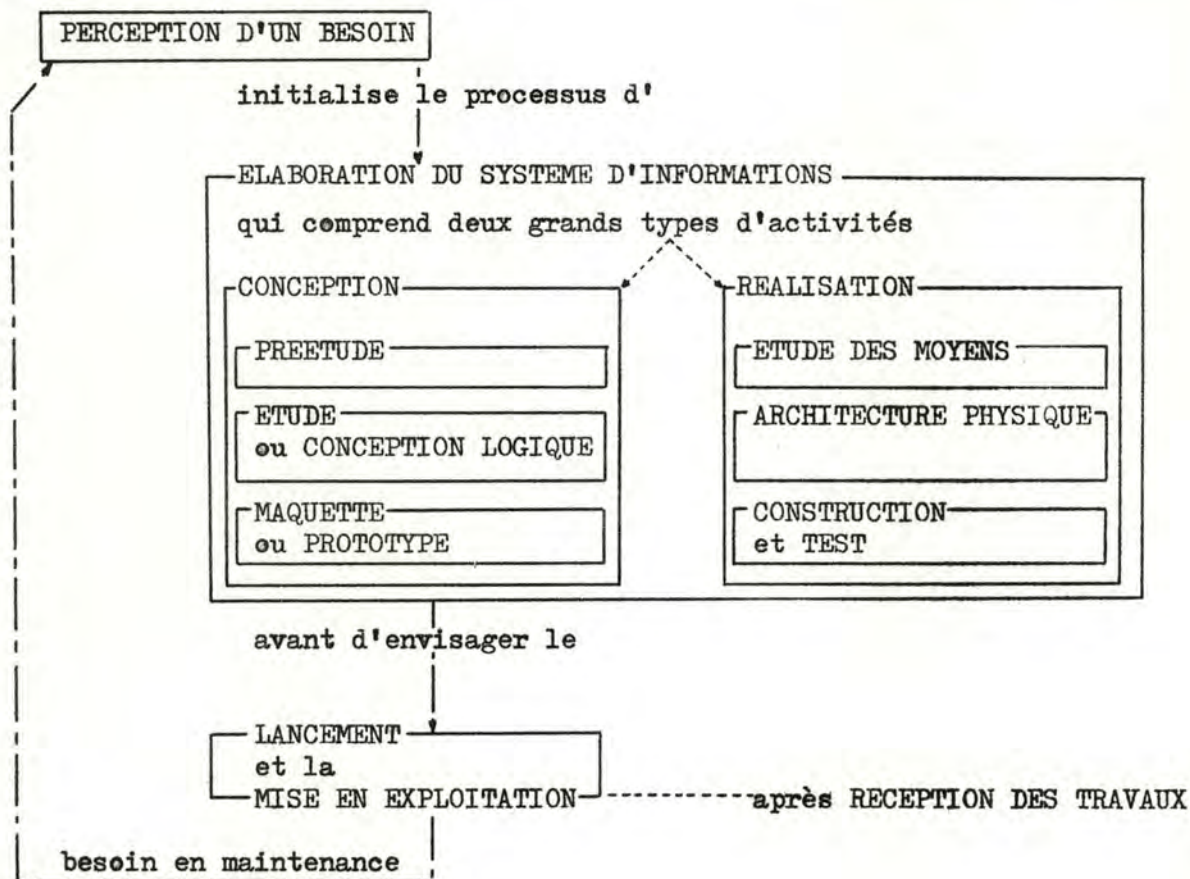 PERCEPTION D'UN BESOIN
initialise le processus d'
ELABORATION DU SYSTEME D'INFORMATIONS
qui comprend deux grands types d'activités
CONCEPTION
PREETUDE
ETUDE
ou CONCEPTION LOGIQUE
MAQUETTE
ou PROTOTYPE
REALISATION
ETUDE DES MOYENS
ARCHITECTURE PHYSIQUE
CONSTRUCTION
et TEST
avant d'envisager le
LANCEMENT
et la
MISE EN EXPLOITATION
après RECEPTION DES TRAVAUX
besoin en maintenance